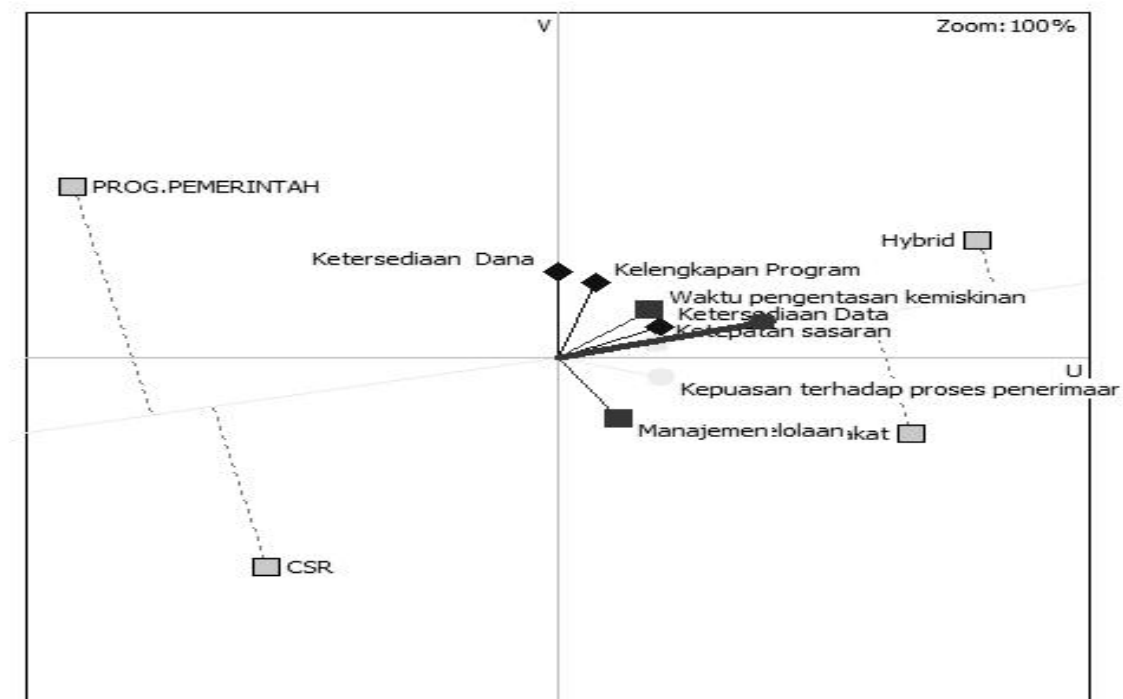 V
Zoom:100%
PROG.PEMERINTAH
Hybrid
Ketersediaan Dana
Kelengkapan Program
Waktu pengentasan kemiskinan
Ketersediaan Data
Ketepatan sasaran
U
Kepuasan terhadap proses penerimaar
Manajemen
CSR